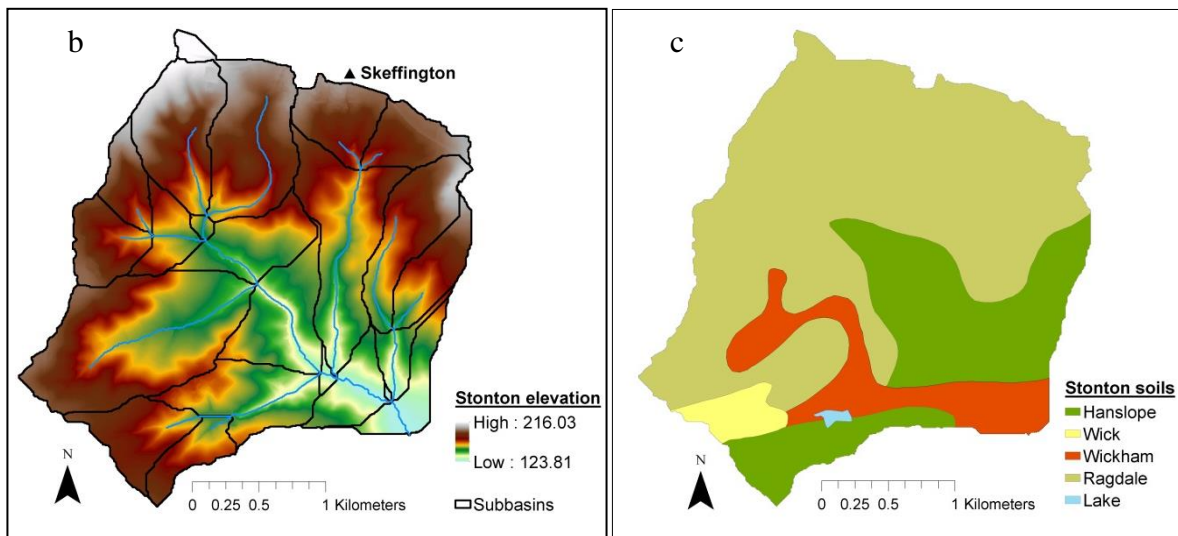 b
▲ Skeffington
Stonton elevation
High : 216.03
Low : 123.81
Subbasins
N
0 0.25 0.5 1 Kilometers
c
Stonton soils
Hanslope
Wick
Wickham
Ragdale
Lake
N
0 0.25 0.5 1 Kilometers